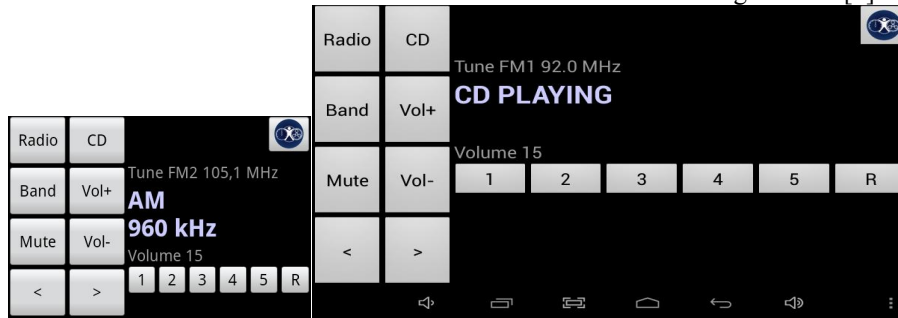 Radio CD
Tune FM2 105,1 MHz
Band Vol+
AM
960 kHz
Mute Vol-
Volume 15
1 2 3 4 5 R
< >
Radio CD
Tune FM1 92.0 MHz
CD PLAYING
Band Vol+
Volume 15
Mute Vol-
1 2 3 4 5 R
< >